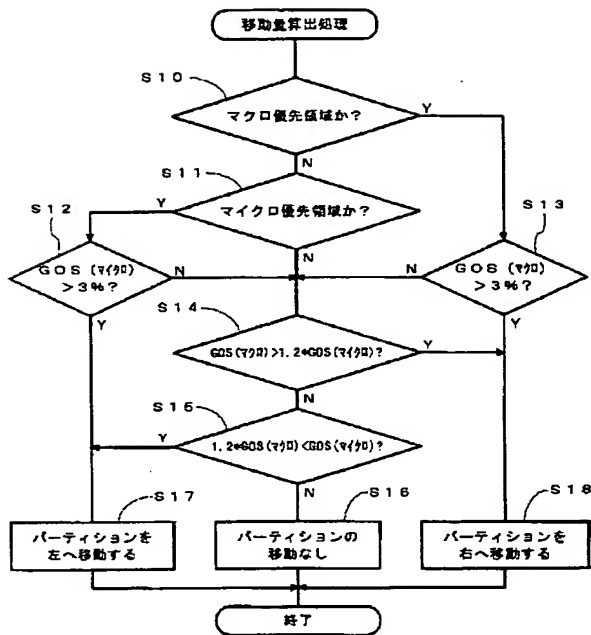 移動量算出処理
S10
マクロ優先領域か?
Y
N
S11
マイクロ優先領域か?
Y
N
S12
GOS(マイクロ)
>3%?
N
Y
S13
GOS(マクロ)
>3%?
N
Y
S14
GOS(マクロ)>1.2*GOS(マイクロ)?
Y
N
S15
1.2*GOS(マクロ)<GOS(マイクロ)?
Y
N
S17
パーティションを
左へ移動する
S16
パーティションの
移動なし
S18
パーティションを
右へ移動する
終了